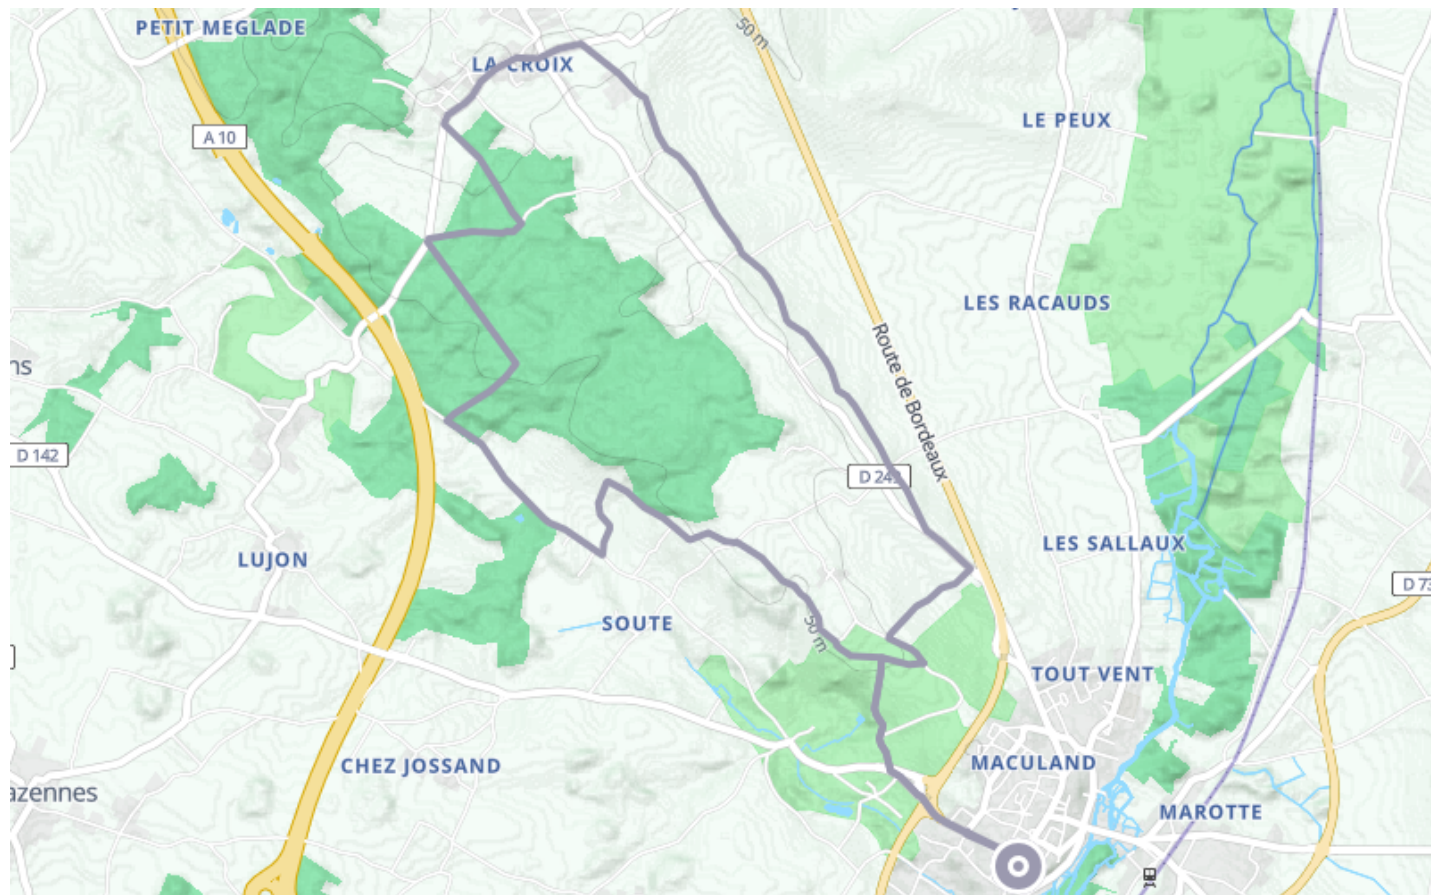 PETIT MEGLADE
50 m
LA CROIX
A 10
LE PEUX
LES RACAUDS
Route de Bordeaux
ns
D 142
D 242
LES SALLAUX
LUJON
D 73
SOUTE
50 m
TOUT VENT
CHEZ JOSSAND
MACULAND
azennes
MAROTTE